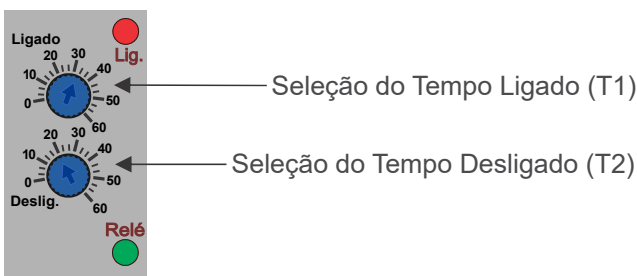 Ligado
Lig.
0 10 20 30 40 50 60
Seleção do Tempo Ligado (T1)
0 10 20 30 40 50 60
Seleção do Tempo Desligado (T2)
Deslig.
Relé